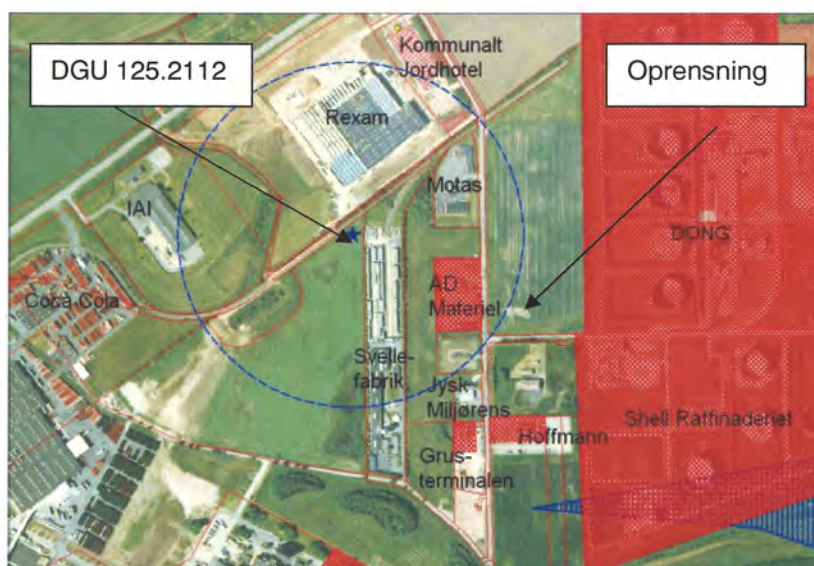 Kommunalt
Jordhotel
DGU 125.2112
Oprensning
Rexam
Motas
IAI
DONG
Coca Cola
AD
Materiel
Svelle-
fabrik
Jysk
Miljørens
Shell Raffinaderiet
Hoffmann
Grus-
terminalen